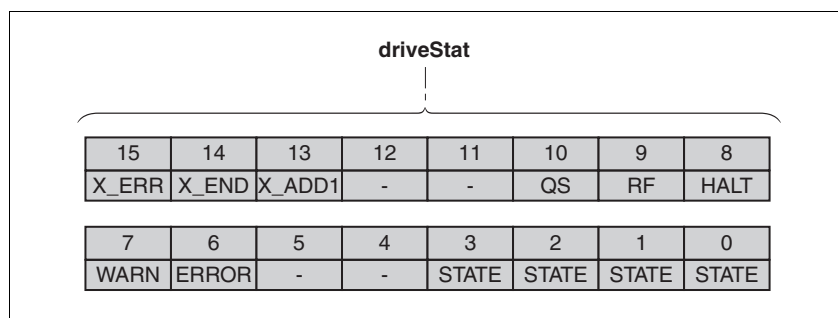 driveStat
15 14 13 12 11 10 9 8
X_ERR X_END X_ADD1 - - QS RF HALT
7 6 5 4 3 2 1 0
WARN ERROR - - STATE STATE STATE STATE